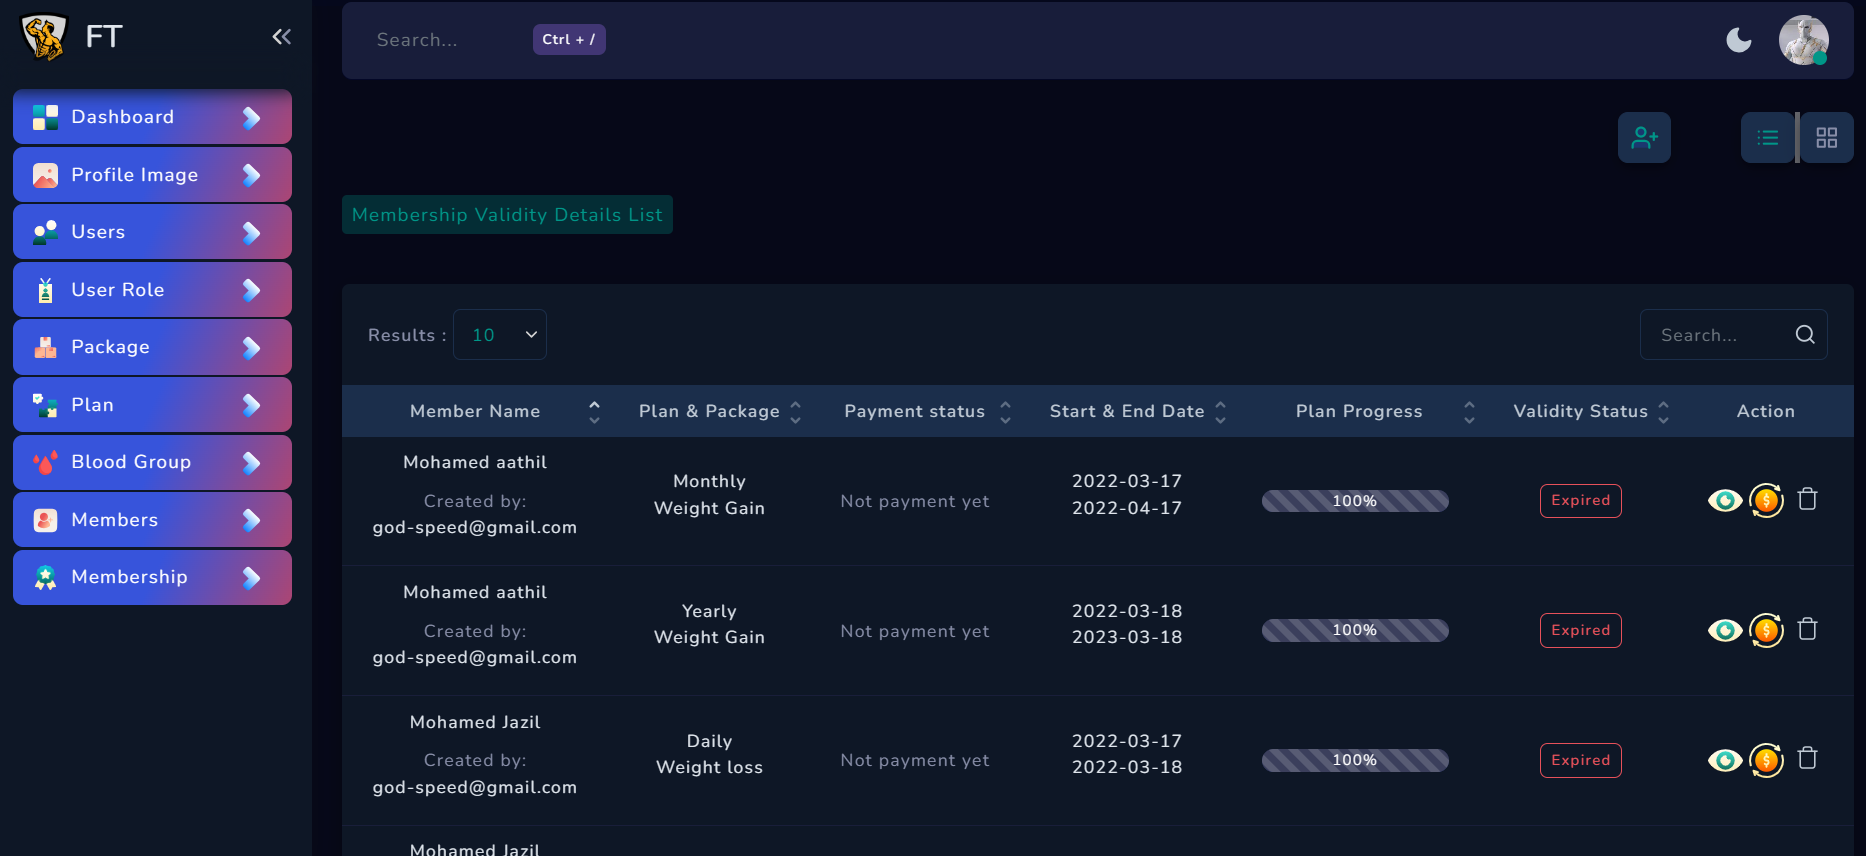 FT
Search...
Ctrl + /
Dashboard
Profile Image
Users
User Role
Package
Plan
Blood Group
Members
Membership
Membership Validity Details List
Results :
10
Search...
Member Name
Plan & Package
Payment status
Start & End Date
Plan Progress
Validity Status
Action
Mohamed aathil
Created by:
god-speed@gmail.com
Monthly
Weight Gain
Not payment yet
2022-03-17
2022-04-17
100%
Expired
Mohamed aathil
Created by:
god-speed@gmail.com
Yearly
Weight Gain
Not payment yet
2022-03-18
2023-03-18
100%
Expired
Mohamed Jazil
Created by:
god-speed@gmail.com
Daily
Weight loss
Not payment yet
2022-03-17
2022-03-18
100%
Expired
Mohamed Jazil